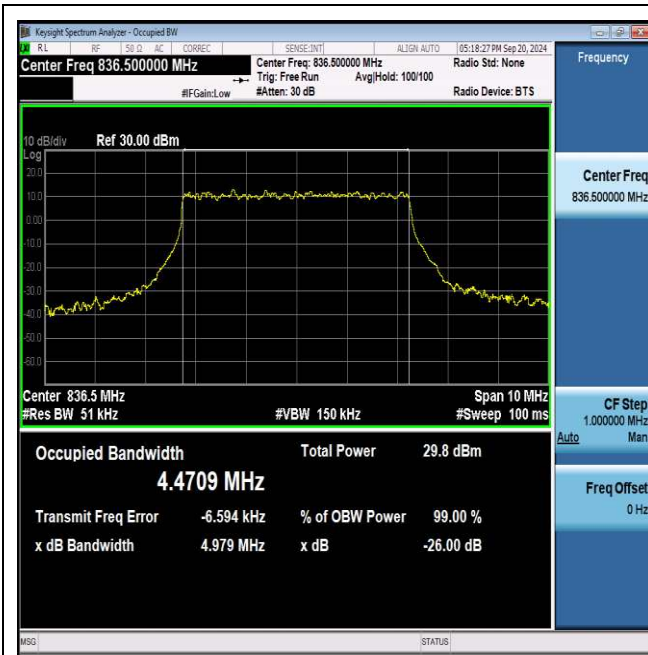 Keysight Spectrum Analyzer - Occupied BW
RL RF 50 Ω AC CORREC SENSE:INT ALIGN AUTO 05:18:27 PM Sep 20, 2024
Center Freq 836.500000 MHz
Center Freq: 836.500000 MHz Radio Std: None
Trig: Free Run Avg|Hold: 100/100
#IFGain:Low #Atten: 30 dB Radio Device: BTS
10 dB/div Ref 30.00 dBm
Log
20.0
10.0
0.00
-10.0
-20.0
-30.0
-40.0
-50.0
-60.0
Center 836.5 MHz Span 10 MHz
#Res BW 51 kHz #VBW 150 kHz #Sweep 100 ms
Occupied Bandwidth Total Power 29.8 dBm
4.4709 MHz
Transmit Freq Error -6.594 kHz % of OBW Power 99.00 %
x dB Bandwidth 4.979 MHz x dB -26.00 dB
MSG STATUS
Frequency
Center Freq
836.500000 MHz
CF Step
1.000000 MHz
Auto Man
Freq Offset
0 Hz